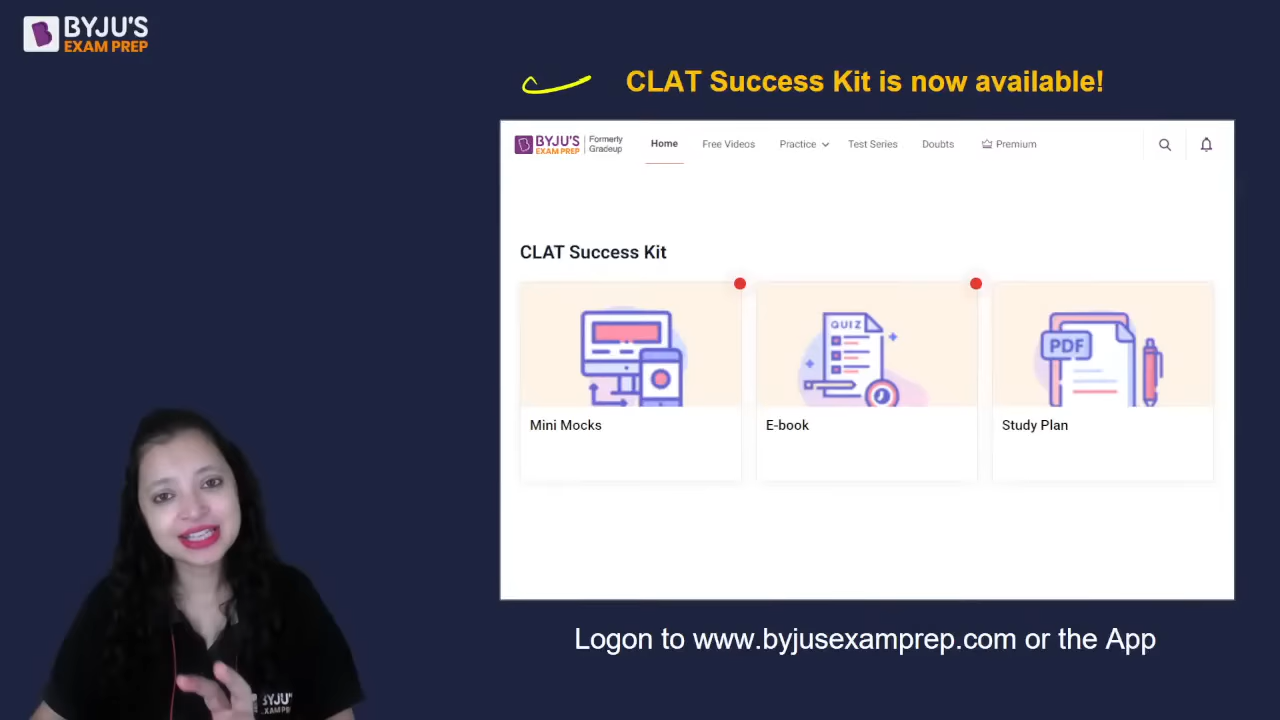 BYJU'S
EXAM PREP
CLAT Success Kit is now available!
BYJU'S
EXAM PREP
Formerly
Gradeup
Home Free Videos Practice Test Series Doubts Premium
CLAT Success Kit
QUIZ
PDF
Mini Mocks E-book Study Plan
Logon to www.byjusexamprep.com or the App
BYJU'S
EXAM P